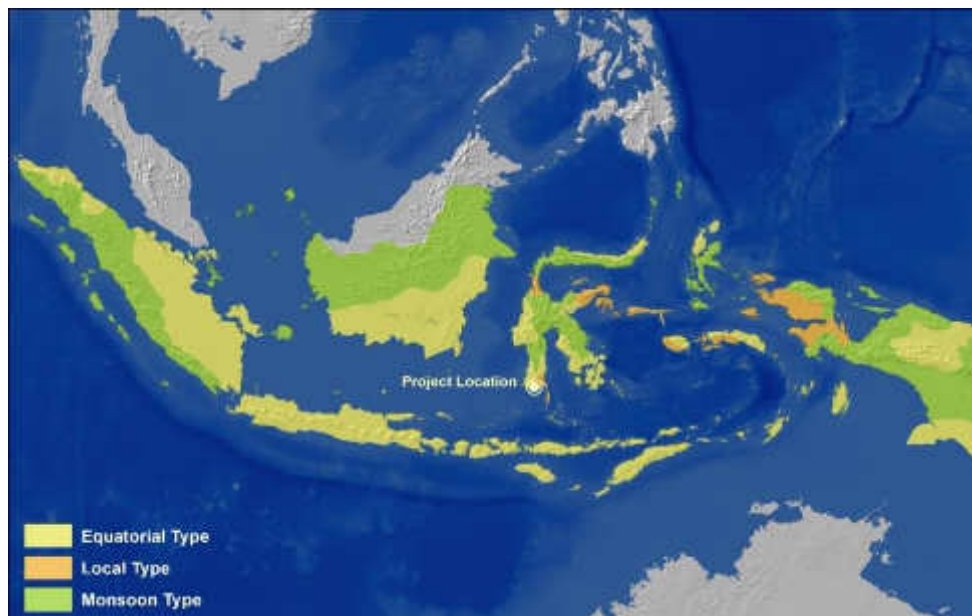 Project Location
Equatorial Type
Local Type
Monsoon Type